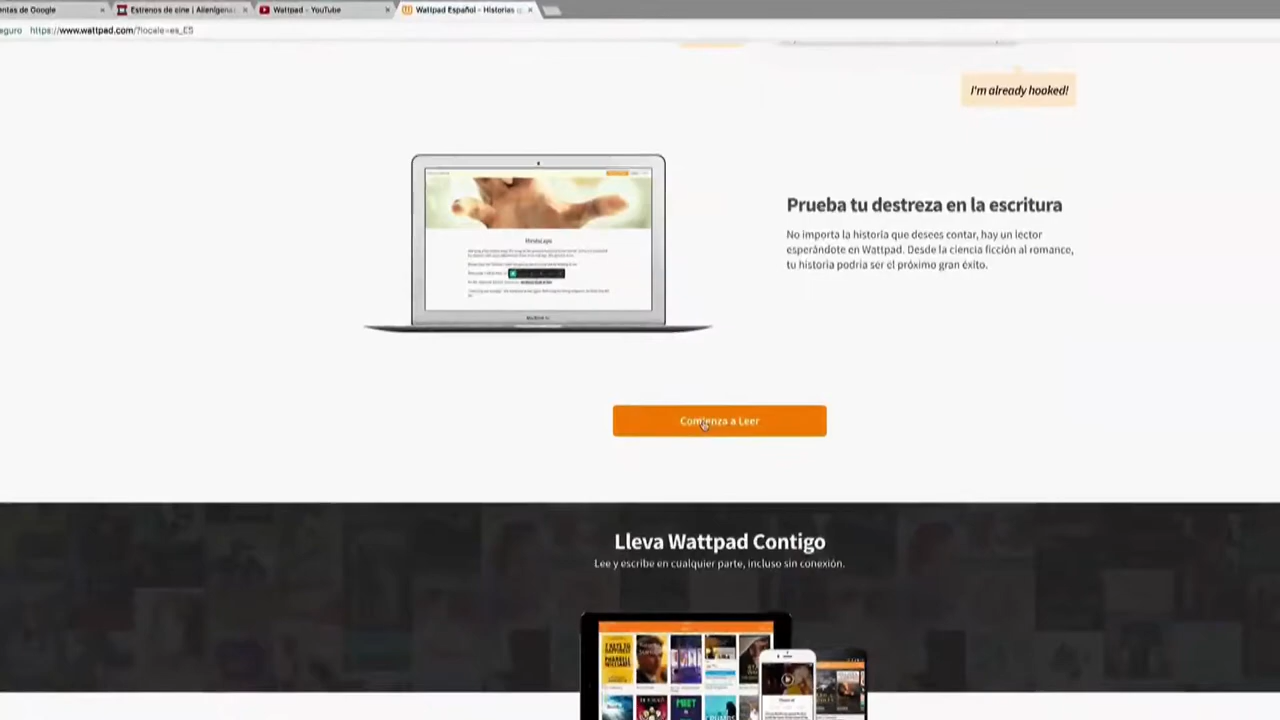 entas de Google
Estrenos de cine | Alienígena:
Wattpad - YouTube
Wattpad Español - Historias
eguro https://www.wattpad.com/?locale=es_ES
I'm already hooked!
Prueba tu destreza en la escritura
No importa la historia que desees contar, hay un lector
esperándote en Wattpad. Desde la ciencia ficción al romance,
tu historia podría ser el próximo gran éxito.
Comienza a Leer
Lleva Wattpad Contigo
Lee y escribe en cualquier parte, incluso sin conexión.